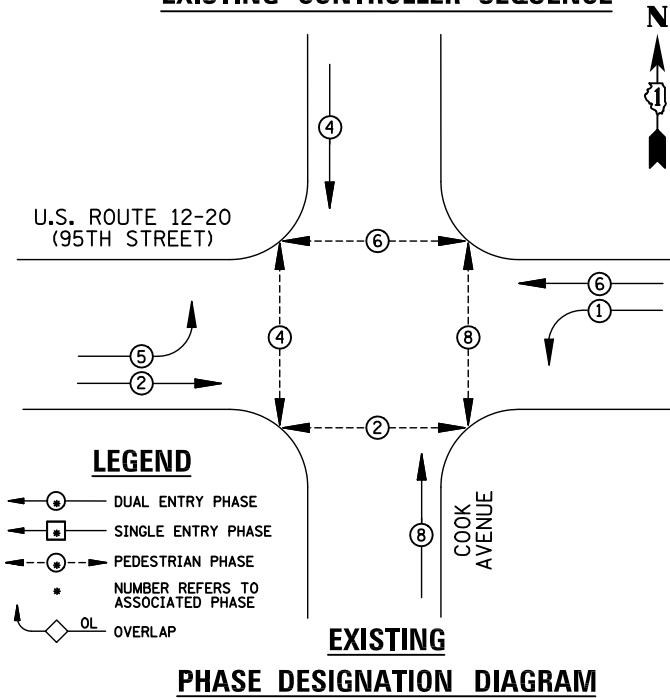 EXISTING CONTROLLER SEQUENCE
N
1
4
U.S. ROUTE 12-20
(95TH STREET)
6
6
1
4
8
5
2
2
LEGEND
* DUAL ENTRY PHASE
* SINGLE ENTRY PHASE
* PEDESTRIAN PHASE
* NUMBER REFERS TO
ASSOCIATED PHASE
OL OVERLAP
8
COOK
AVENUE
EXISTING
PHASE DESIGNATION DIAGRAM